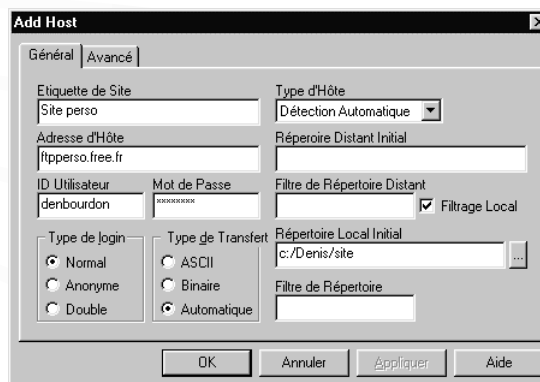 Add Host
Général Avancé
Etiquette de Site
Site perso
Type d'Hôte
Détection Automatique
Adresse d'Hôte
ftpperso.free.fr
Réperoire Distant Initial
ID Utilisateur
denbourdon
Mot de Passe
xxxxxxxx
Filtre de Répertoire Distant
Filtrage Local
Type de login
Normal
Anonyme
Double
Type de Transfert
ASCII
Binaire
Automatique
Répertoire Local Initial
c:/Denis/site
...
Filtre de Répertoire
OK Annuler Appliquer Aide